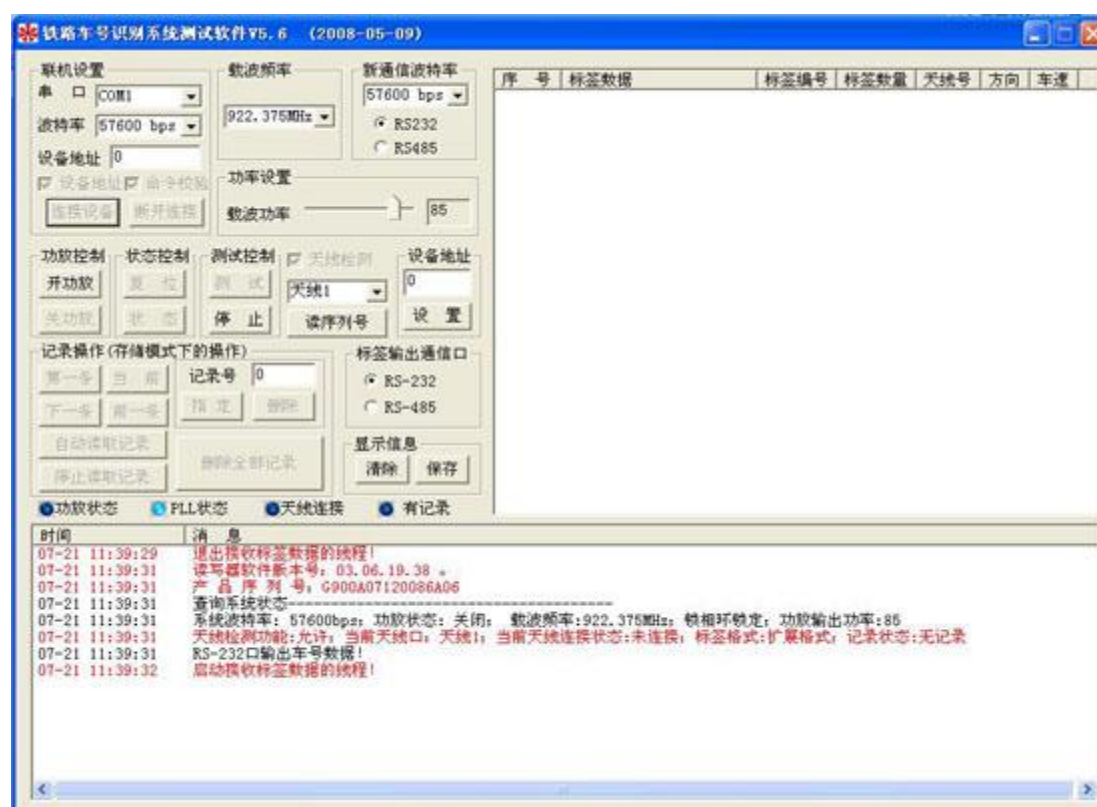 铁路车号识别系统测试软件V5.6 (2008-05-09)
联机设置
串 口 COM1
波特率 57600 bps
设备地址 0
设备地址 命令校验
连接设备 断开连接
载波频率
922.375MHz
新通信波特率
57600 bps
RS232
RS485
功率设置
载波功率 85
功放控制
开功放
关功放
状态控制
复 位
状 态
测试控制
测 试
停 止
天线检测
天线1
读序列号
设备地址
0
设 置
记录操作(存储模式下的操作)
第一条 当 前
下一条 前一条
记录号 0
指 定 删除
自动读取记录
停止读取记录
删除全部记录
标签输出通信口
RS-232
RS-485
显示信息
清除 保存
功放状态 PLL状态 天线连接 有记录
序 号 标签数据 标签编号 标签数量 天线号 方向 车速
时间 消 息
07-21 11:39:29 退出接收标签数据的线程!
07-21 11:39:31 读写器软件版本号: 03.06.19.38 。
07-21 11:39:31 产 品 序 列 号: G900A07120086A06
07-21 11:39:31 查询系统状态----------------------------------------
07-21 11:39:31 系统波特率: 57600bps; 功放状态: 关闭; 载波频率:922.375MHz; 锁相环锁定; 功放输出功率:85
07-21 11:39:31 天线检测功能:允许; 当前天线口: 天线1; 当前天线连接状态:未连接; 标签格式:扩展格式; 记录状态:无记录
07-21 11:39:31 RS-232口输出车号数据!
07-21 11:39:32 启动接收标签数据的线程!